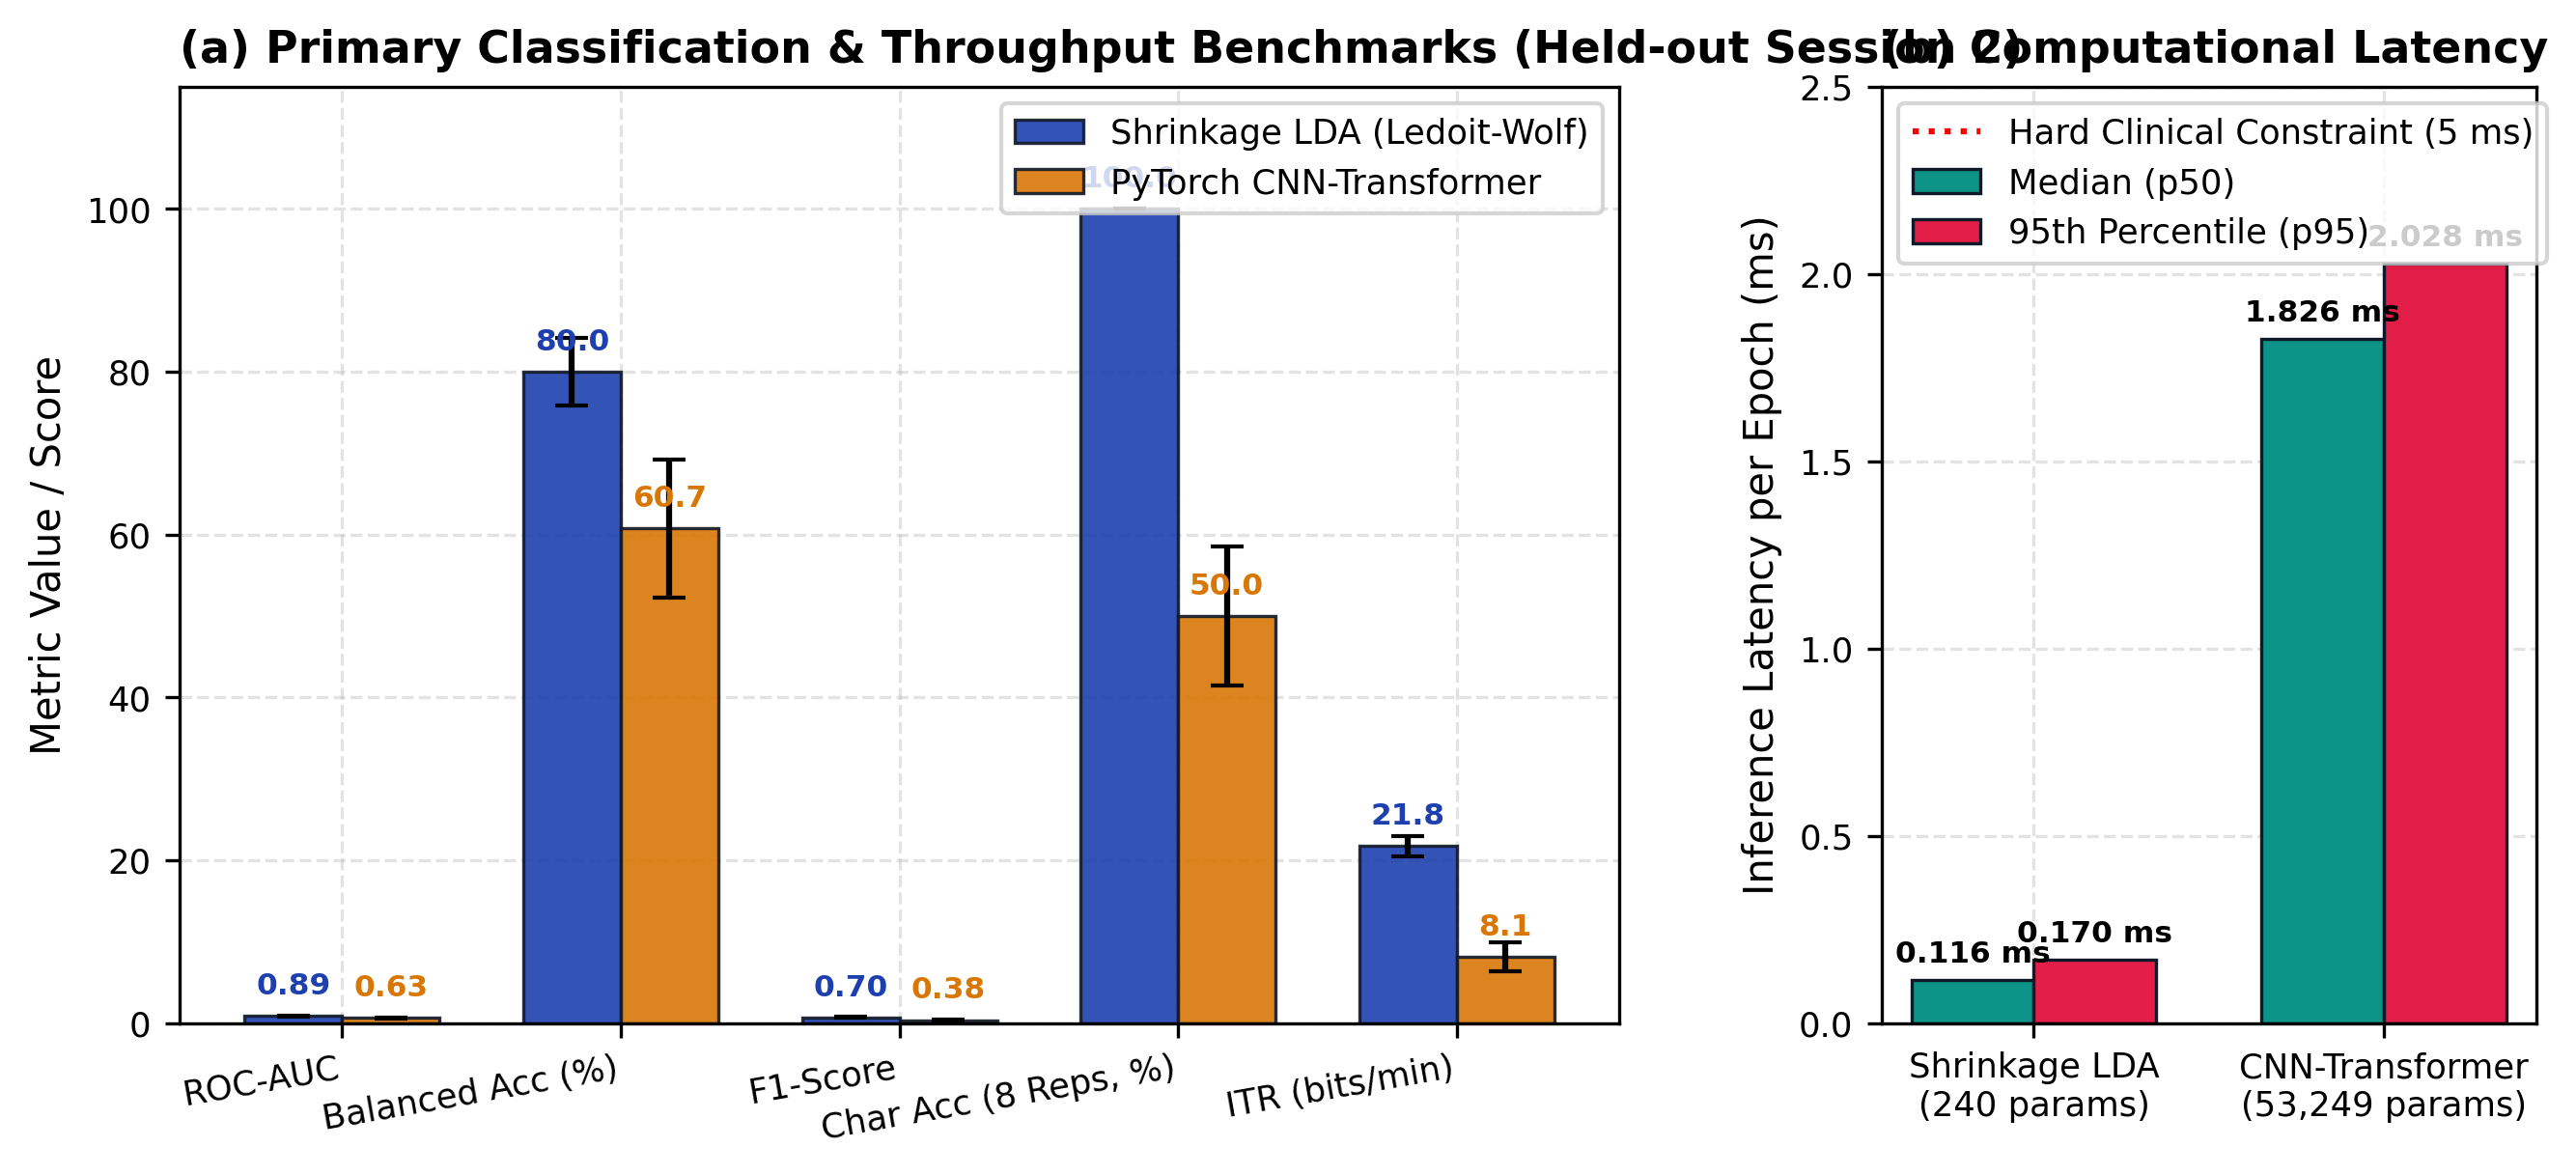 (a) Primary Classification & Throughput Benchmarks (Held-out Session 2)
(b) Computational Latency
Metric Value / Score
100
80
60
40
20
0
Shrinkage LDA (Ledoit-Wolf)
PyTorch CNN-Transformer
0.89
0.63
80.0
60.7
0.70
0.38
100.0
50.0
21.8
8.1
ROC-AUC
Balanced Acc (%)
F1-Score
Char Acc (8 Reps, %)
ITR (bits/min)
Inference Latency per Epoch (ms)
2.5
2.0
1.5
1.0
0.5
0.0
Hard Clinical Constraint (5 ms)
Median (p50)
95th Percentile (p95)
0.116 ms
0.170 ms
1.826 ms
2.028 ms
Shrinkage LDA
(240 params)
CNN-Transformer
(53,249 params)